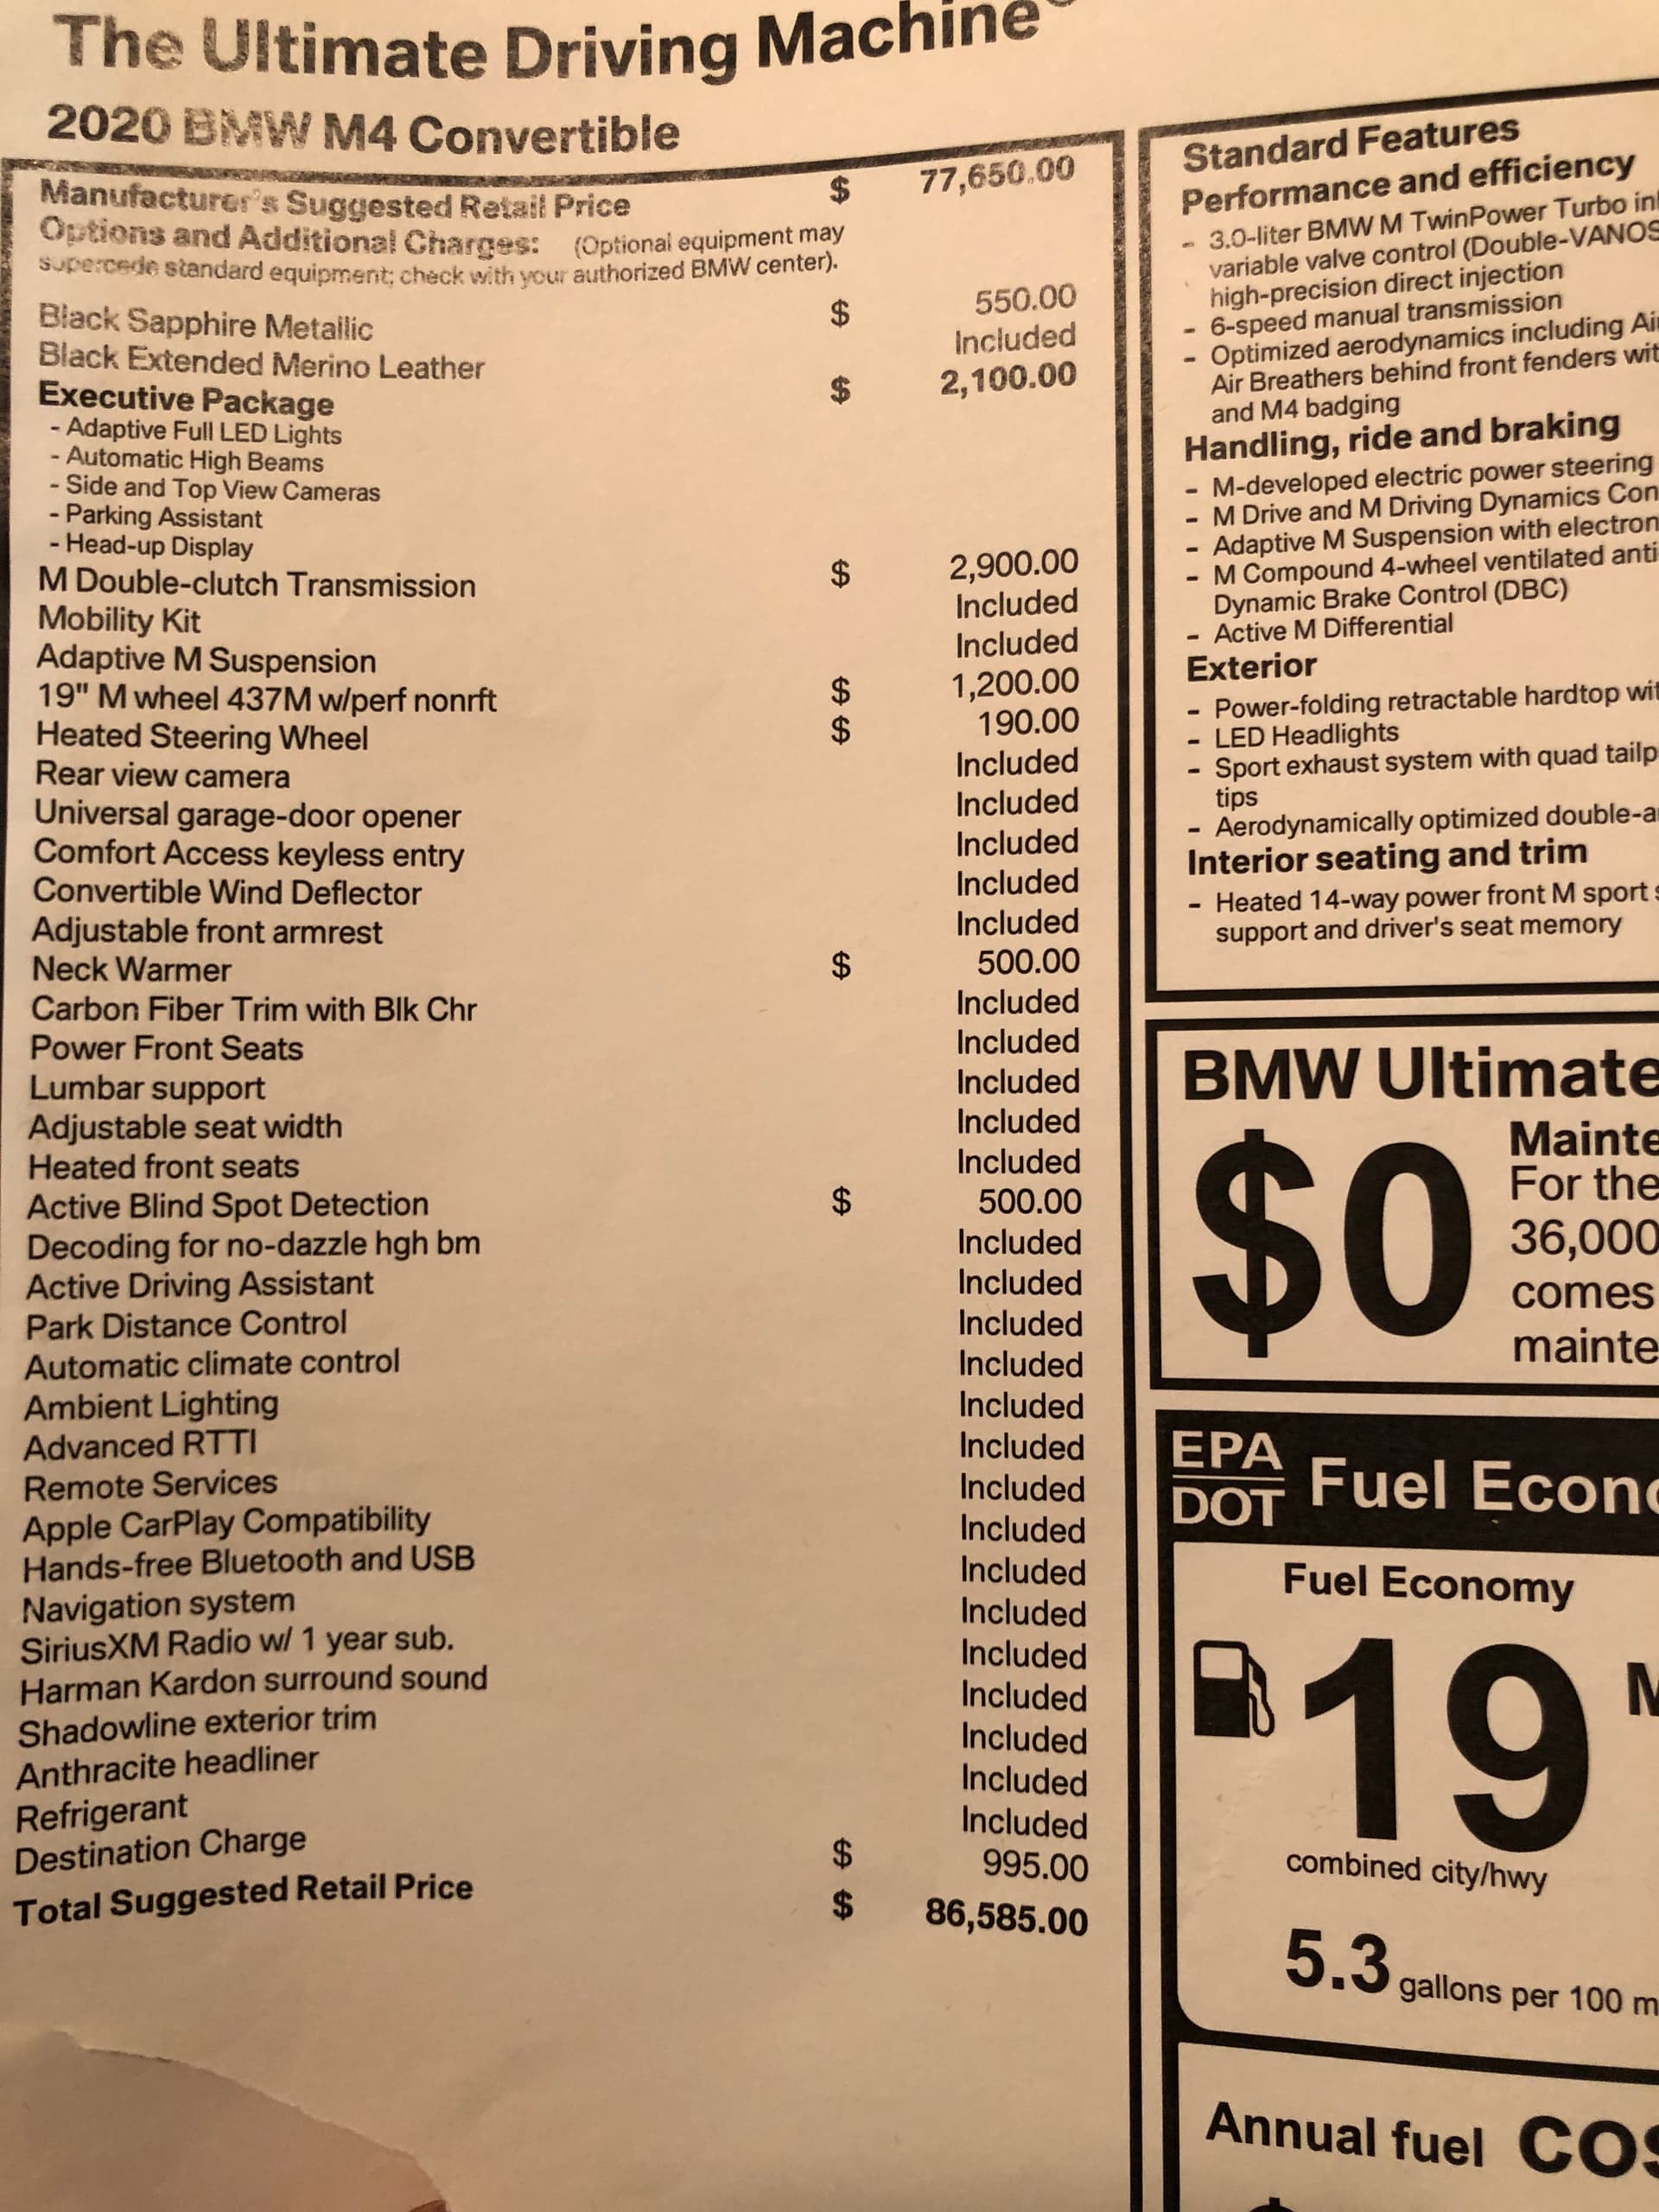 The Ultimate Driving Machine®
2020 BMW M4 Convertible
Manufacturer's Suggested Retail Price $ 77,650.00
Options and Additional Charges: (Optional equipment may
supercede standard equipment; check with your authorized BMW center).
Black Sapphire Metallic $ 550.00
Black Extended Merino Leather Included
Executive Package $ 2,100.00
- Adaptive Full LED Lights
- Automatic High Beams
- Side and Top View Cameras
- Parking Assistant
- Head-up Display
M Double-clutch Transmission $ 2,900.00
Mobility Kit Included
Adaptive M Suspension Included
19" M wheel 437M w/perf nonrft $ 1,200.00
Heated Steering Wheel $ 190.00
Rear view camera Included
Universal garage-door opener Included
Comfort Access keyless entry Included
Convertible Wind Deflector Included
Adjustable front armrest Included
Neck Warmer $ 500.00
Carbon Fiber Trim with Blk Chr Included
Power Front Seats Included
Lumbar support Included
Adjustable seat width Included
Heated front seats Included
Active Blind Spot Detection $ 500.00
Decoding for no-dazzle hgh bm Included
Active Driving Assistant Included
Park Distance Control Included
Automatic climate control Included
Ambient Lighting Included
Advanced RTTI Included
Remote Services Included
Apple CarPlay Compatibility Included
Hands-free Bluetooth and USB Included
Navigation system Included
SiriusXM Radio w/ 1 year sub. Included
Harman Kardon surround sound Included
Shadowline exterior trim Included
Anthracite headliner Included
Refrigerant Included
Destination Charge $ 995.00
Total Suggested Retail Price $ 86,585.00
Standard Features
Performance and efficiency
- 3.0-liter BMW M TwinPower Turbo
variable valve control (Double-VANOS
high-precision direct injection
- 6-speed manual transmission
- Optimized aerodynamics including
Air Breathers behind front fenders
and M4 badging
Handling, ride and braking
- M-developed electric power steering
- M Drive and M Driving Dynamics
- Adaptive M Suspension with
- M Compound 4-wheel ventilated
Dynamic Brake Control (DBC)
- Active M Differential
Exterior
- Power-folding retractable hardtop
- LED Headlights
- Sport exhaust system with quad
tips
- Aerodynamically optimized
Interior seating and trim
- Heated 14-way power front M sport
support and driver's seat memory
BMW Ultimate
$0
For the
36,000
comes
EPA
DOT
Fuel
Fuel Economy
19
combined city/hwy
5.3 gallons per 100
Annual fuel